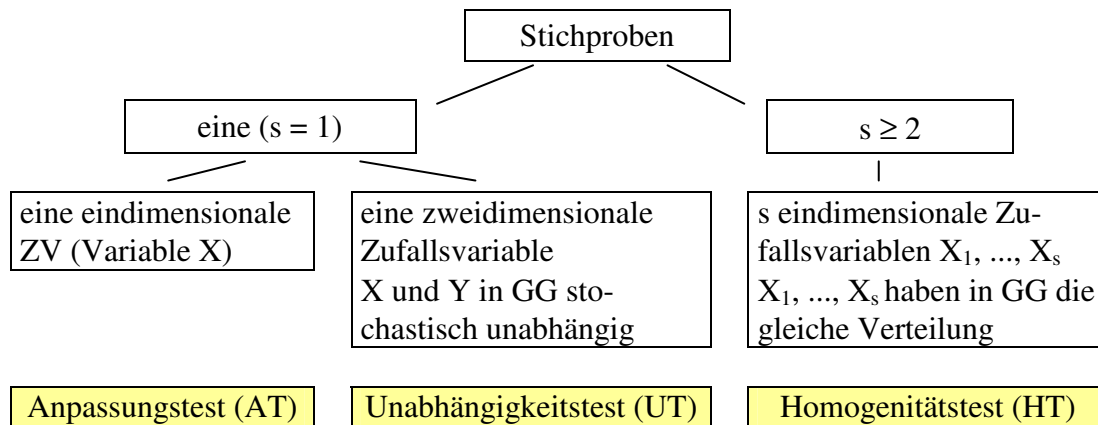 Stichproben
eine (s = 1)
s ≥ 2
eine eindimensionale
ZV (Variable X)
eine zweidimensionale
Zufallsvariable
X und Y in GG sto-
chastisch unabhängig
s eindimensionale Zu-
fallsvariablen X₁, ..., Xₛ
X₁, ..., Xₛ haben in GG die
gleiche Verteilung
Anpassungstest (AT)
Unabhängigkeitstest (UT)
Homogenitätstest (HT)